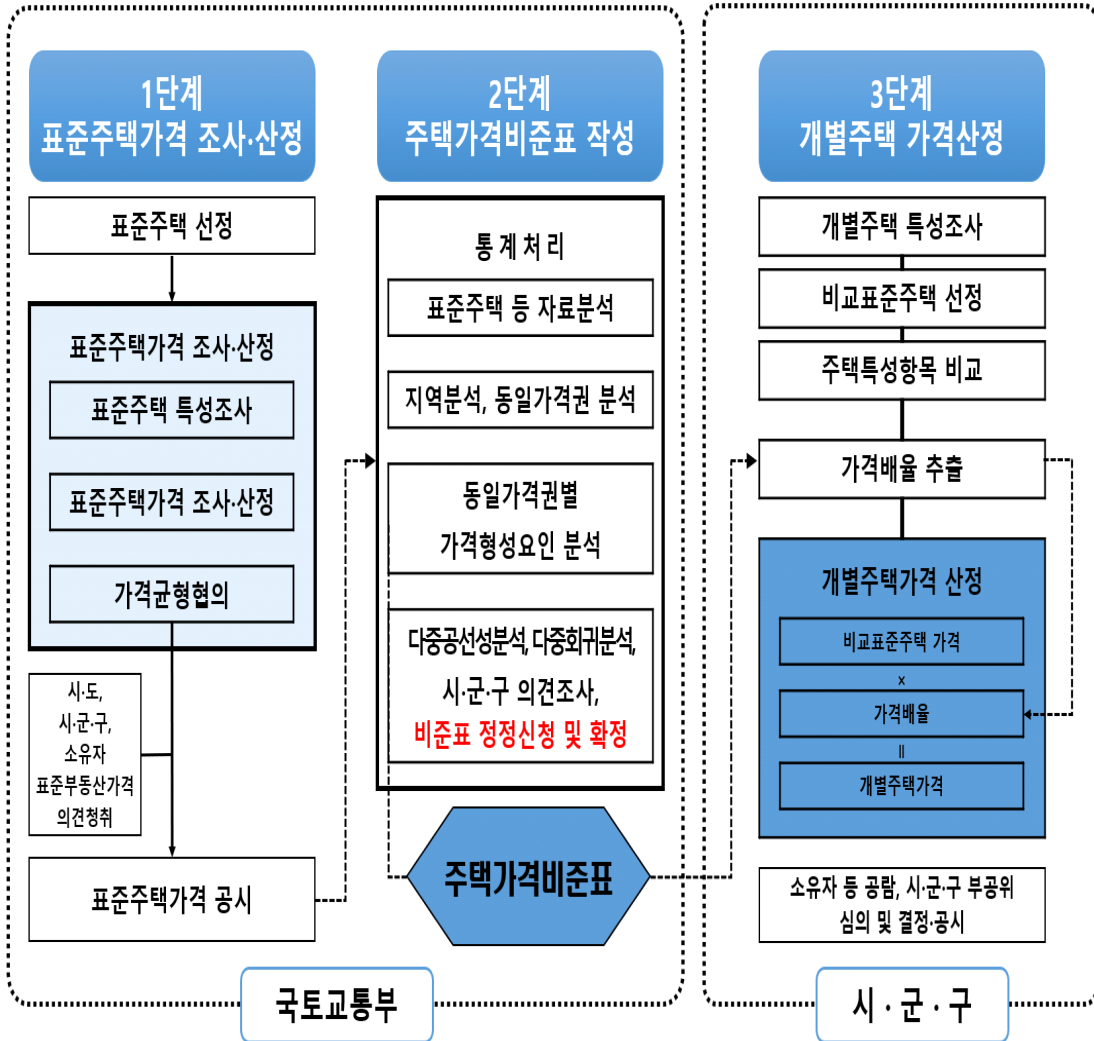 1단계
표준주택가격 조사·산정
표준주택 선정
표준주택가격 조사·산정
표준주택 특성조사
표준주택가격 조사·산정
가격균형협의
시·도,
시·군·구,
소유자
표준부동산가격
의견청취
표준주택가격 공시
2단계
주택가격비준표 작성
통계처리
표준주택 등 자료분석
지역분석, 동일가격권 분석
동일가격권별
가격형성요인 분석
다중공선성분석, 다중회귀분석,
시·군·구 의견조사,
비준표 정정신청 및 확정
주택가격비준표
국토교통부
3단계
개별주택 가격산정
개별주택 특성조사
비교표준주택 선정
주택특성항목 비교
가격배율 추출
개별주택가격 산정
비교표준주택 가격
×
가격배율
=
개별주택가격
소유자 등 공람, 시·군·구 부공위
심의 및 결정·공시
시·군·구